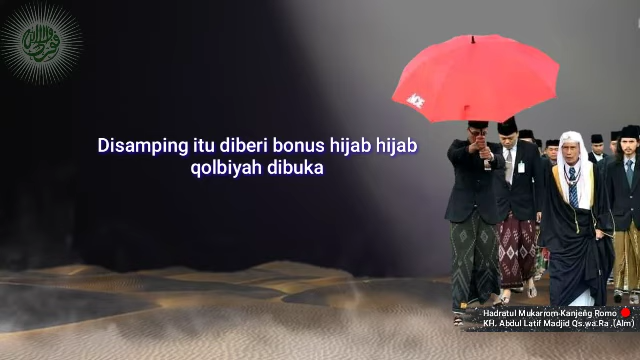 Disamping itu diberi bonus hijab hijab
qolbiyah dibuka
ACE
Hadratul Mukarrom Kanjeng Romo
KH. Abdul Latif Madjid Qs.wa.Ra .(Alm)